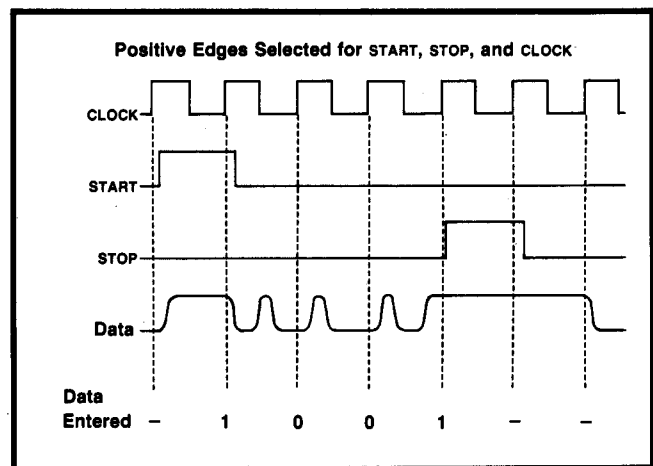 Positive Edges Selected for START, STOP, and CLOCK
CLOCK
START
STOP
Data
Data
Entered – 1 0 0 1 – –